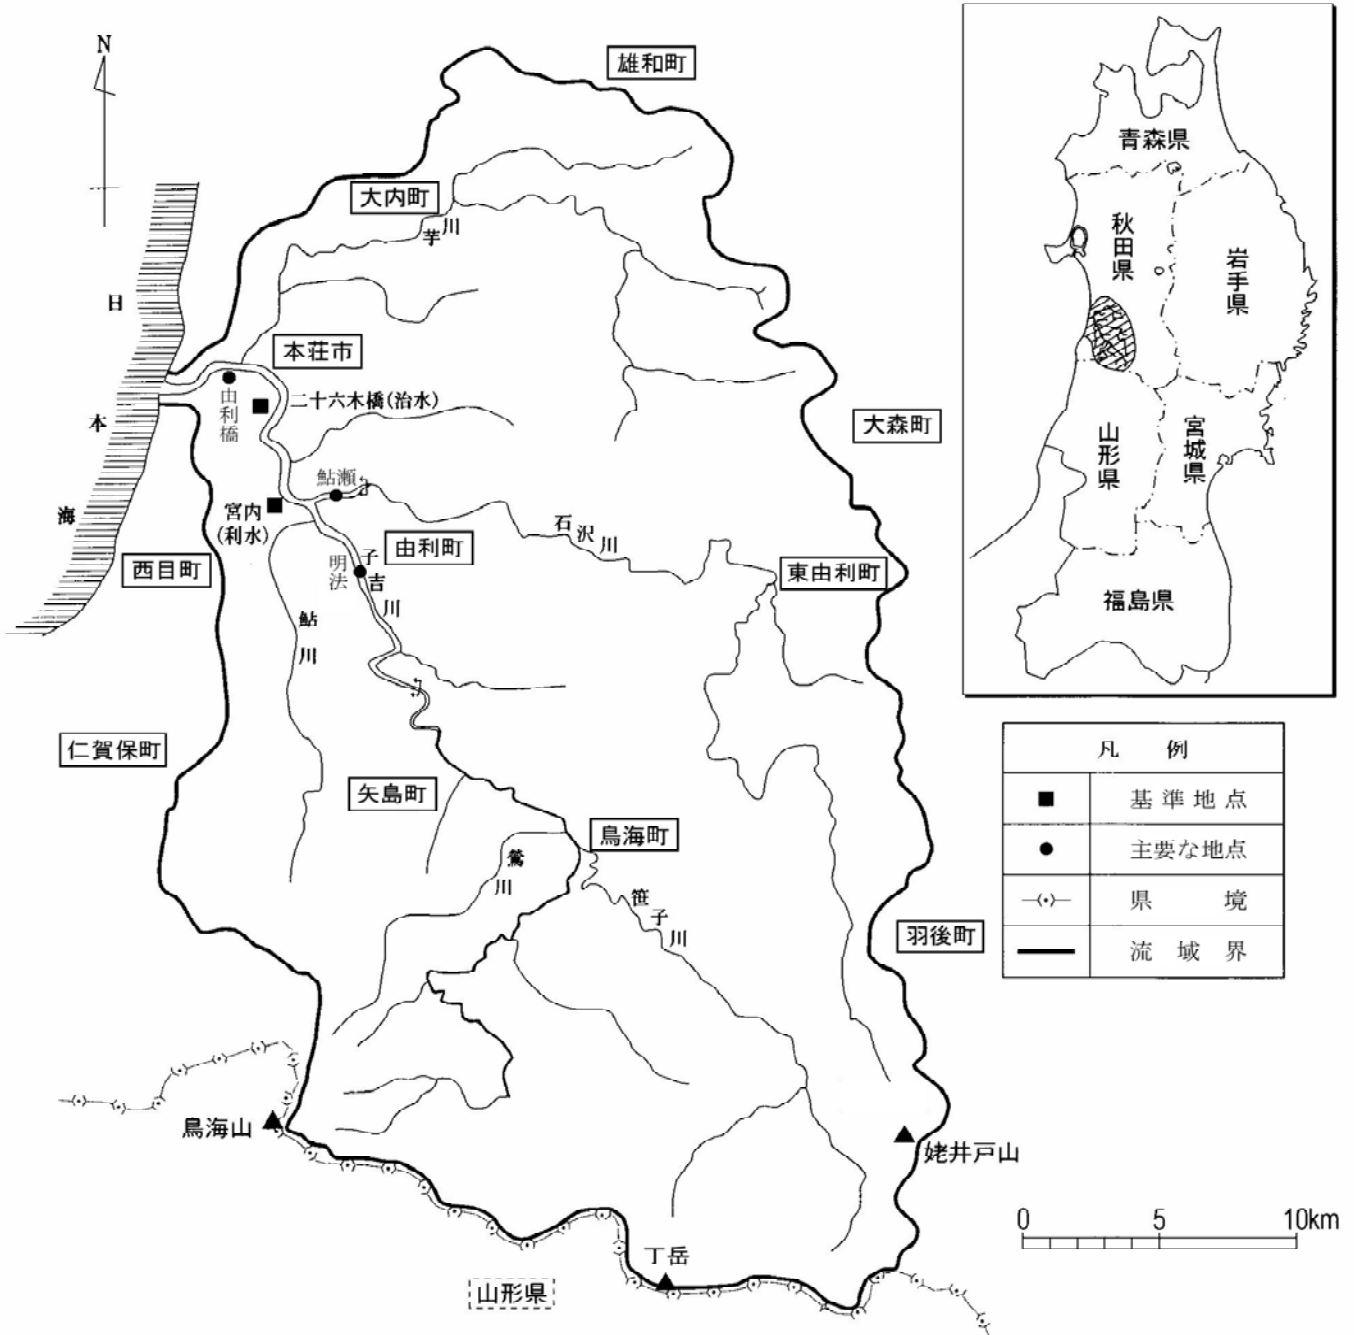 N
雄和町
大内町
芋川
日本海
本荘市
由利橋
二十六木橋(治水)
大森町
鮎瀬
宮内
(利水)
石沢川
由利町
子吉川
明法
西目町
東由利町
鮎川
仁賀保町
矢島町
鳥海町
鶯川
笹子川
羽後町
鳥海山
姥井戸山
丁岳
山形県
青森県
秋田県
岩手県
山形県
宮城県
福島県
凡 例
基準地点
主要な地点
県境
流域界
0 5 10km